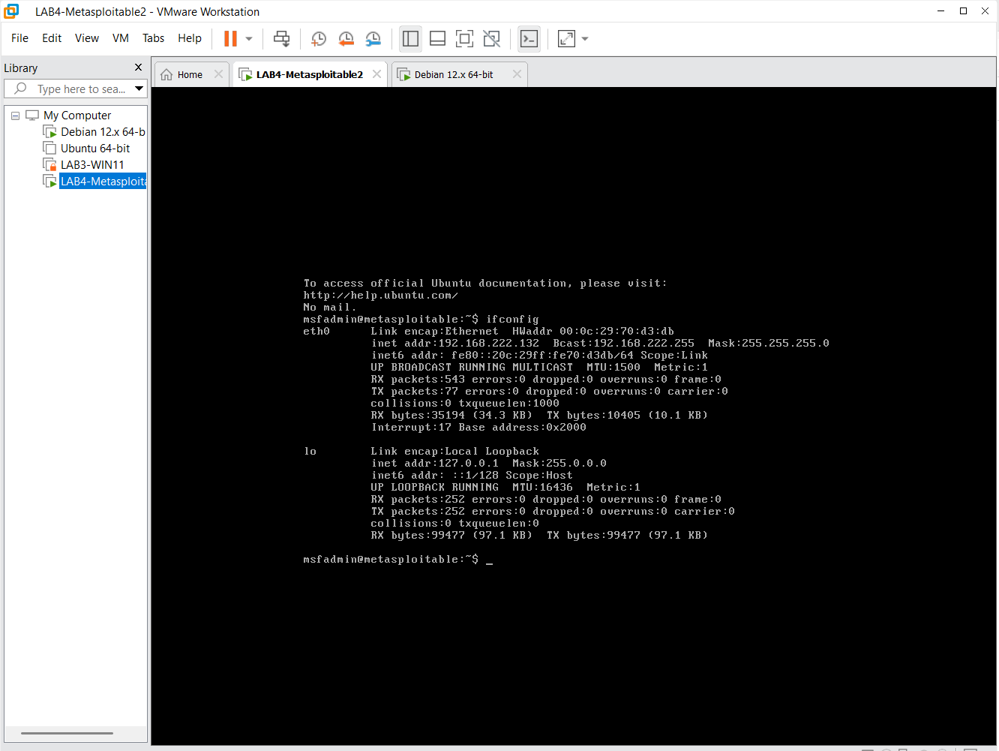 LAB4-Metasploitable2 - VMware Workstation
File Edit View VM Tabs Help
Library
Type here to sea...
My Computer
Debian 12.x 64-b
Ubuntu 64-bit
LAB3-WIN11
LAB4-Metasploita
Home
LAB4-Metasploitable2
Debian 12.x 64-bit
To access official Ubuntu documentation, please visit:
http://help.ubuntu.com/
No mail.
msfadmin@metasploitable:~$ ifconfig
eth0 Link encap:Ethernet HWaddr 00:0c:29:70:d3:db
inet addr:192.168.222.132 Bcast:192.168.222.255 Mask:255.255.255.0
inet6 addr: fe80::20c:29ff:fe70:d3db/64 Scope:Link
UP BROADCAST RUNNING MULTICAST MTU:1500 Metric:1
RX packets:543 errors:0 dropped:0 overruns:0 frame:0
TX packets:77 errors:0 dropped:0 overruns:0 carrier:0
collisions:0 txqueuelen:1000
RX bytes:35194 (34.3 KB) TX bytes:10405 (10.1 KB)
Interrupt:17 Base address:0x2000
lo Link encap:Local Loopback
inet addr:127.0.0.1 Mask:255.0.0.0
inet6 addr: ::1/128 Scope:Host
UP LOOPBACK RUNNING MTU:16436 Metric:1
RX packets:252 errors:0 dropped:0 overruns:0 frame:0
TX packets:252 errors:0 dropped:0 overruns:0 carrier:0
collisions:0 txqueuelen:0
RX bytes:99477 (97.1 KB) TX bytes:99477 (97.1 KB)
msfadmin@metasploitable:~$ _